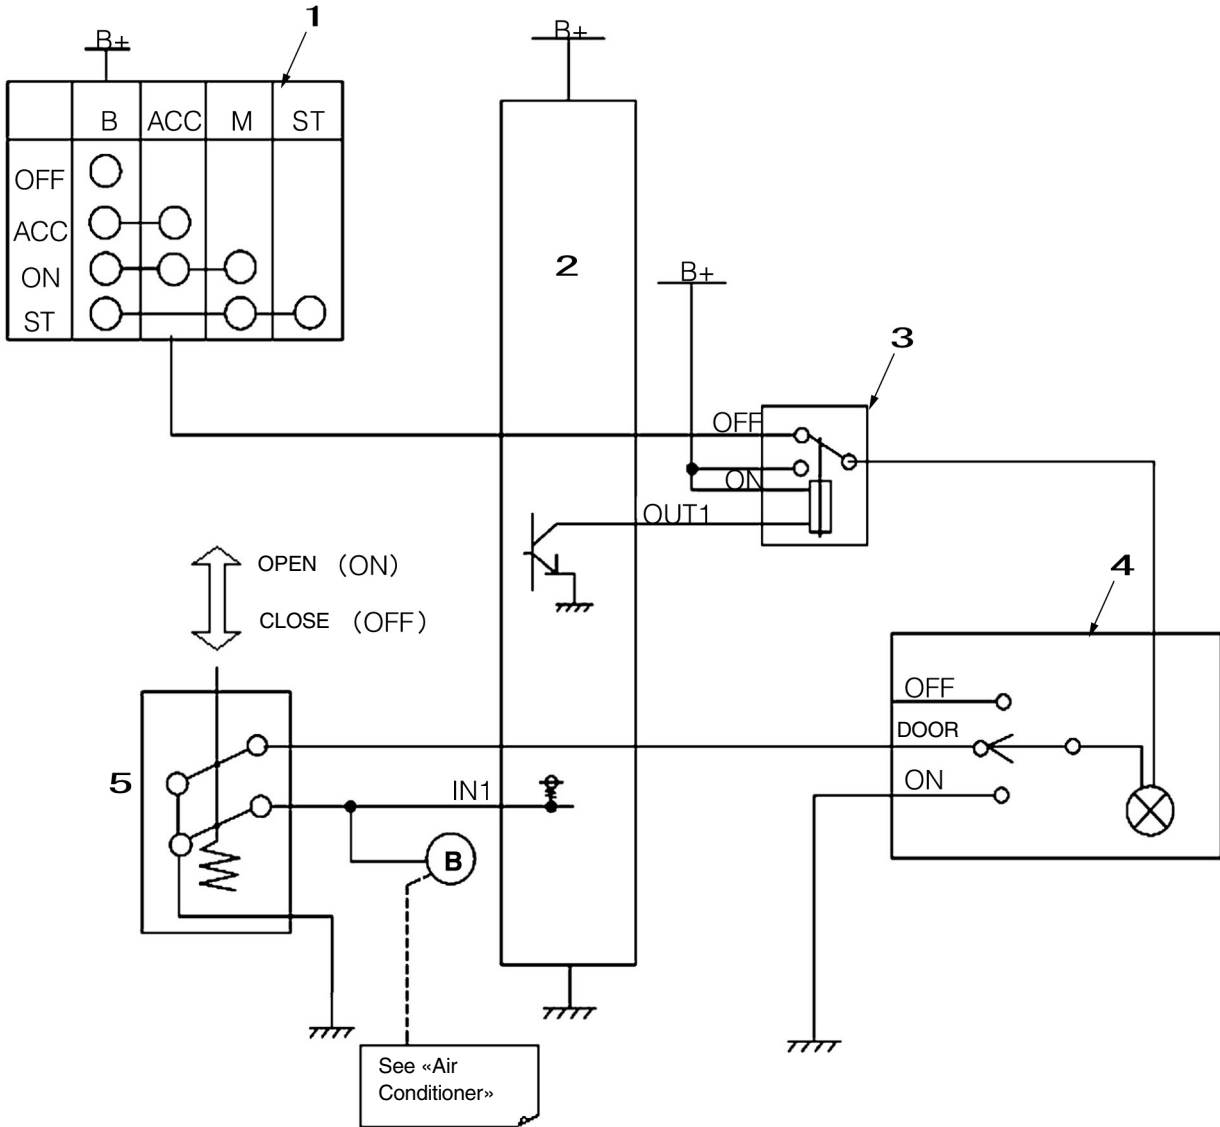 1
B+
B+
B ACC M ST
OFF
ACC
ON
ST
2
B+
3
OFF
ON
OUT1
OPEN (ON)
CLOSE (OFF)
4
OFF
DOOR
ON
5
IN1
B
See «Air
Conditioner»